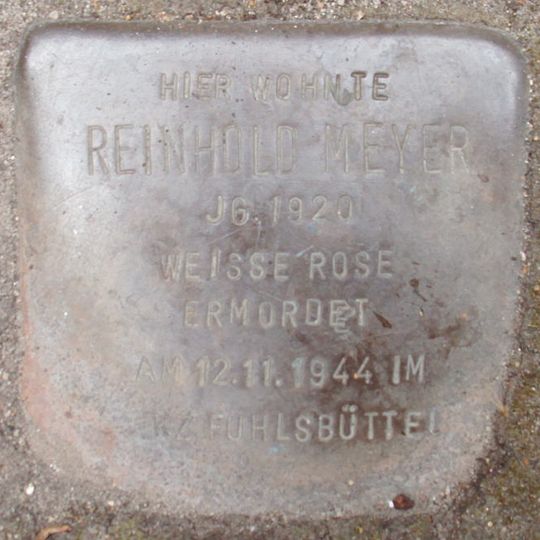 HIER WOHNTE
REINHOLD MEYER
JG. 1920
WEISSE ROSE
ERMORDET
AM 12.11.1944 IM
KZ FUHLSBÜTTEL